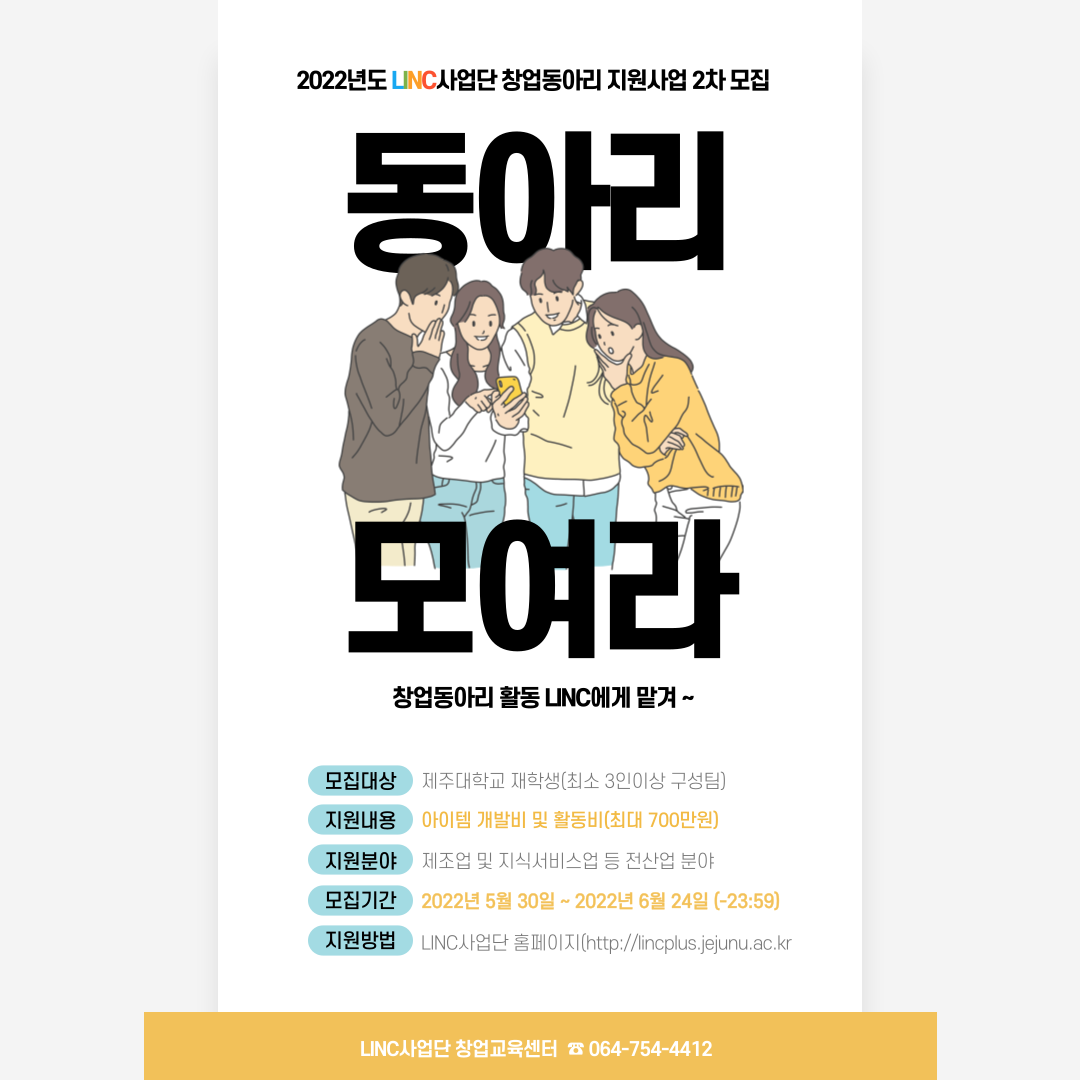 2022년도 LINC사업단 창업동아리 지원사업 2차 모집
동아리
모여라
창업동아리 활동 LINC에게 맡겨 ~
모집대상 제주대학교 재학생(최소 3인이상 구성팀)
지원내용 아이템 개발비 및 활동비(최대 700만원)
지원분야 제조업 및 지식서비스업 등 전산업 분야
모집기간 2022년 5월 30일 ~ 2022년 6월 24일 (-23:59)
지원방법 LINC사업단 홈페이지(http://lincplus.jejunu.ac.kr
LINC사업단 창업교육센터 ☎ 064-754-4412